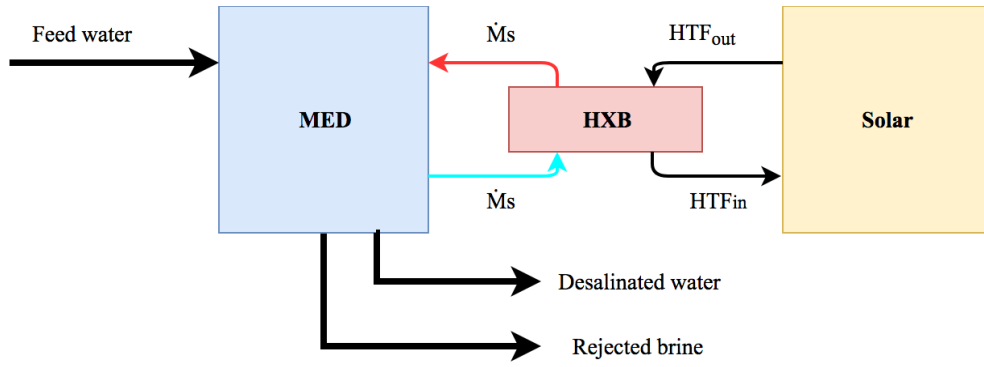 Feed water
Ṁs
HTFout
MED
HXB
Solar
Ṁs
HTFin
Desalinated water
Rejected brine